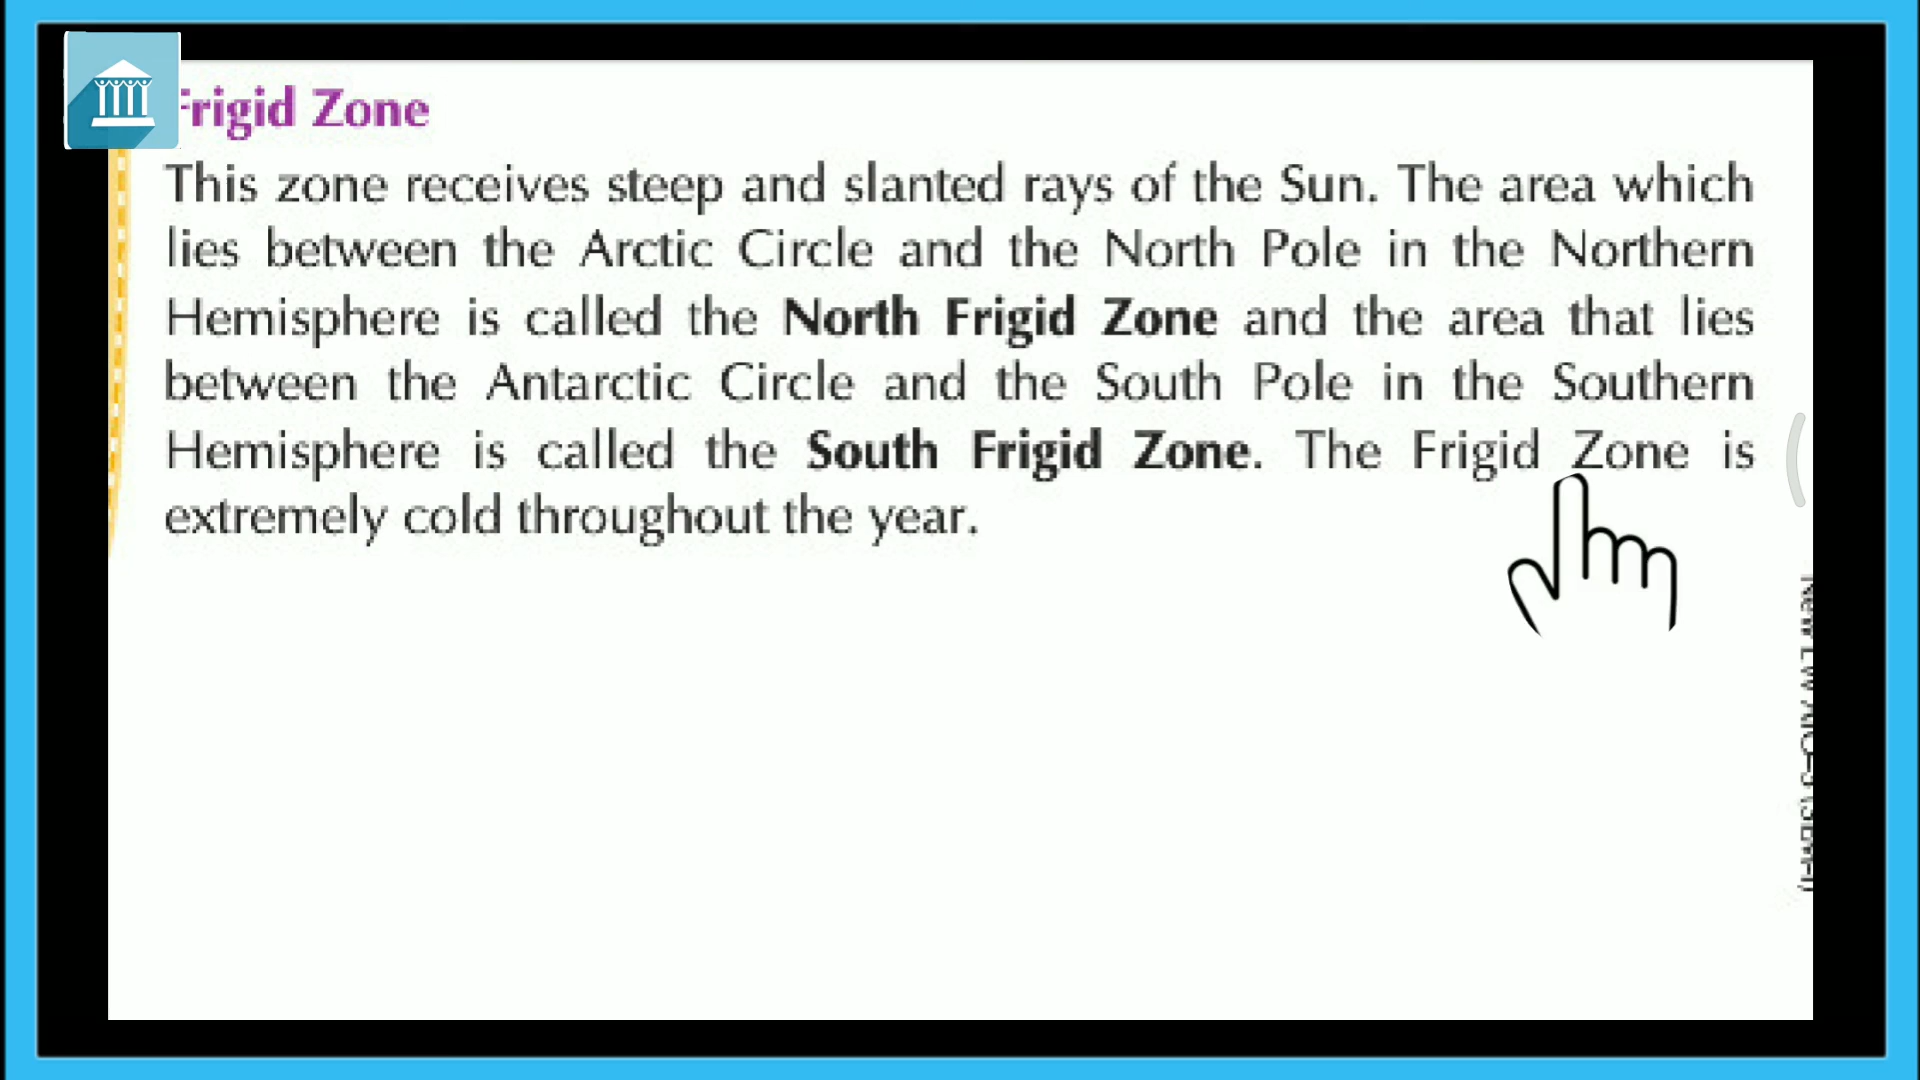 Frigid Zone
This zone receives steep and slanted rays of the Sun. The area which
lies between the Arctic Circle and the North Pole in the Northern
Hemisphere is called the North Frigid Zone and the area that lies
between the Antarctic Circle and the South Pole in the Southern
Hemisphere is called the South Frigid Zone. The Frigid Zone is
extremely cold throughout the year.